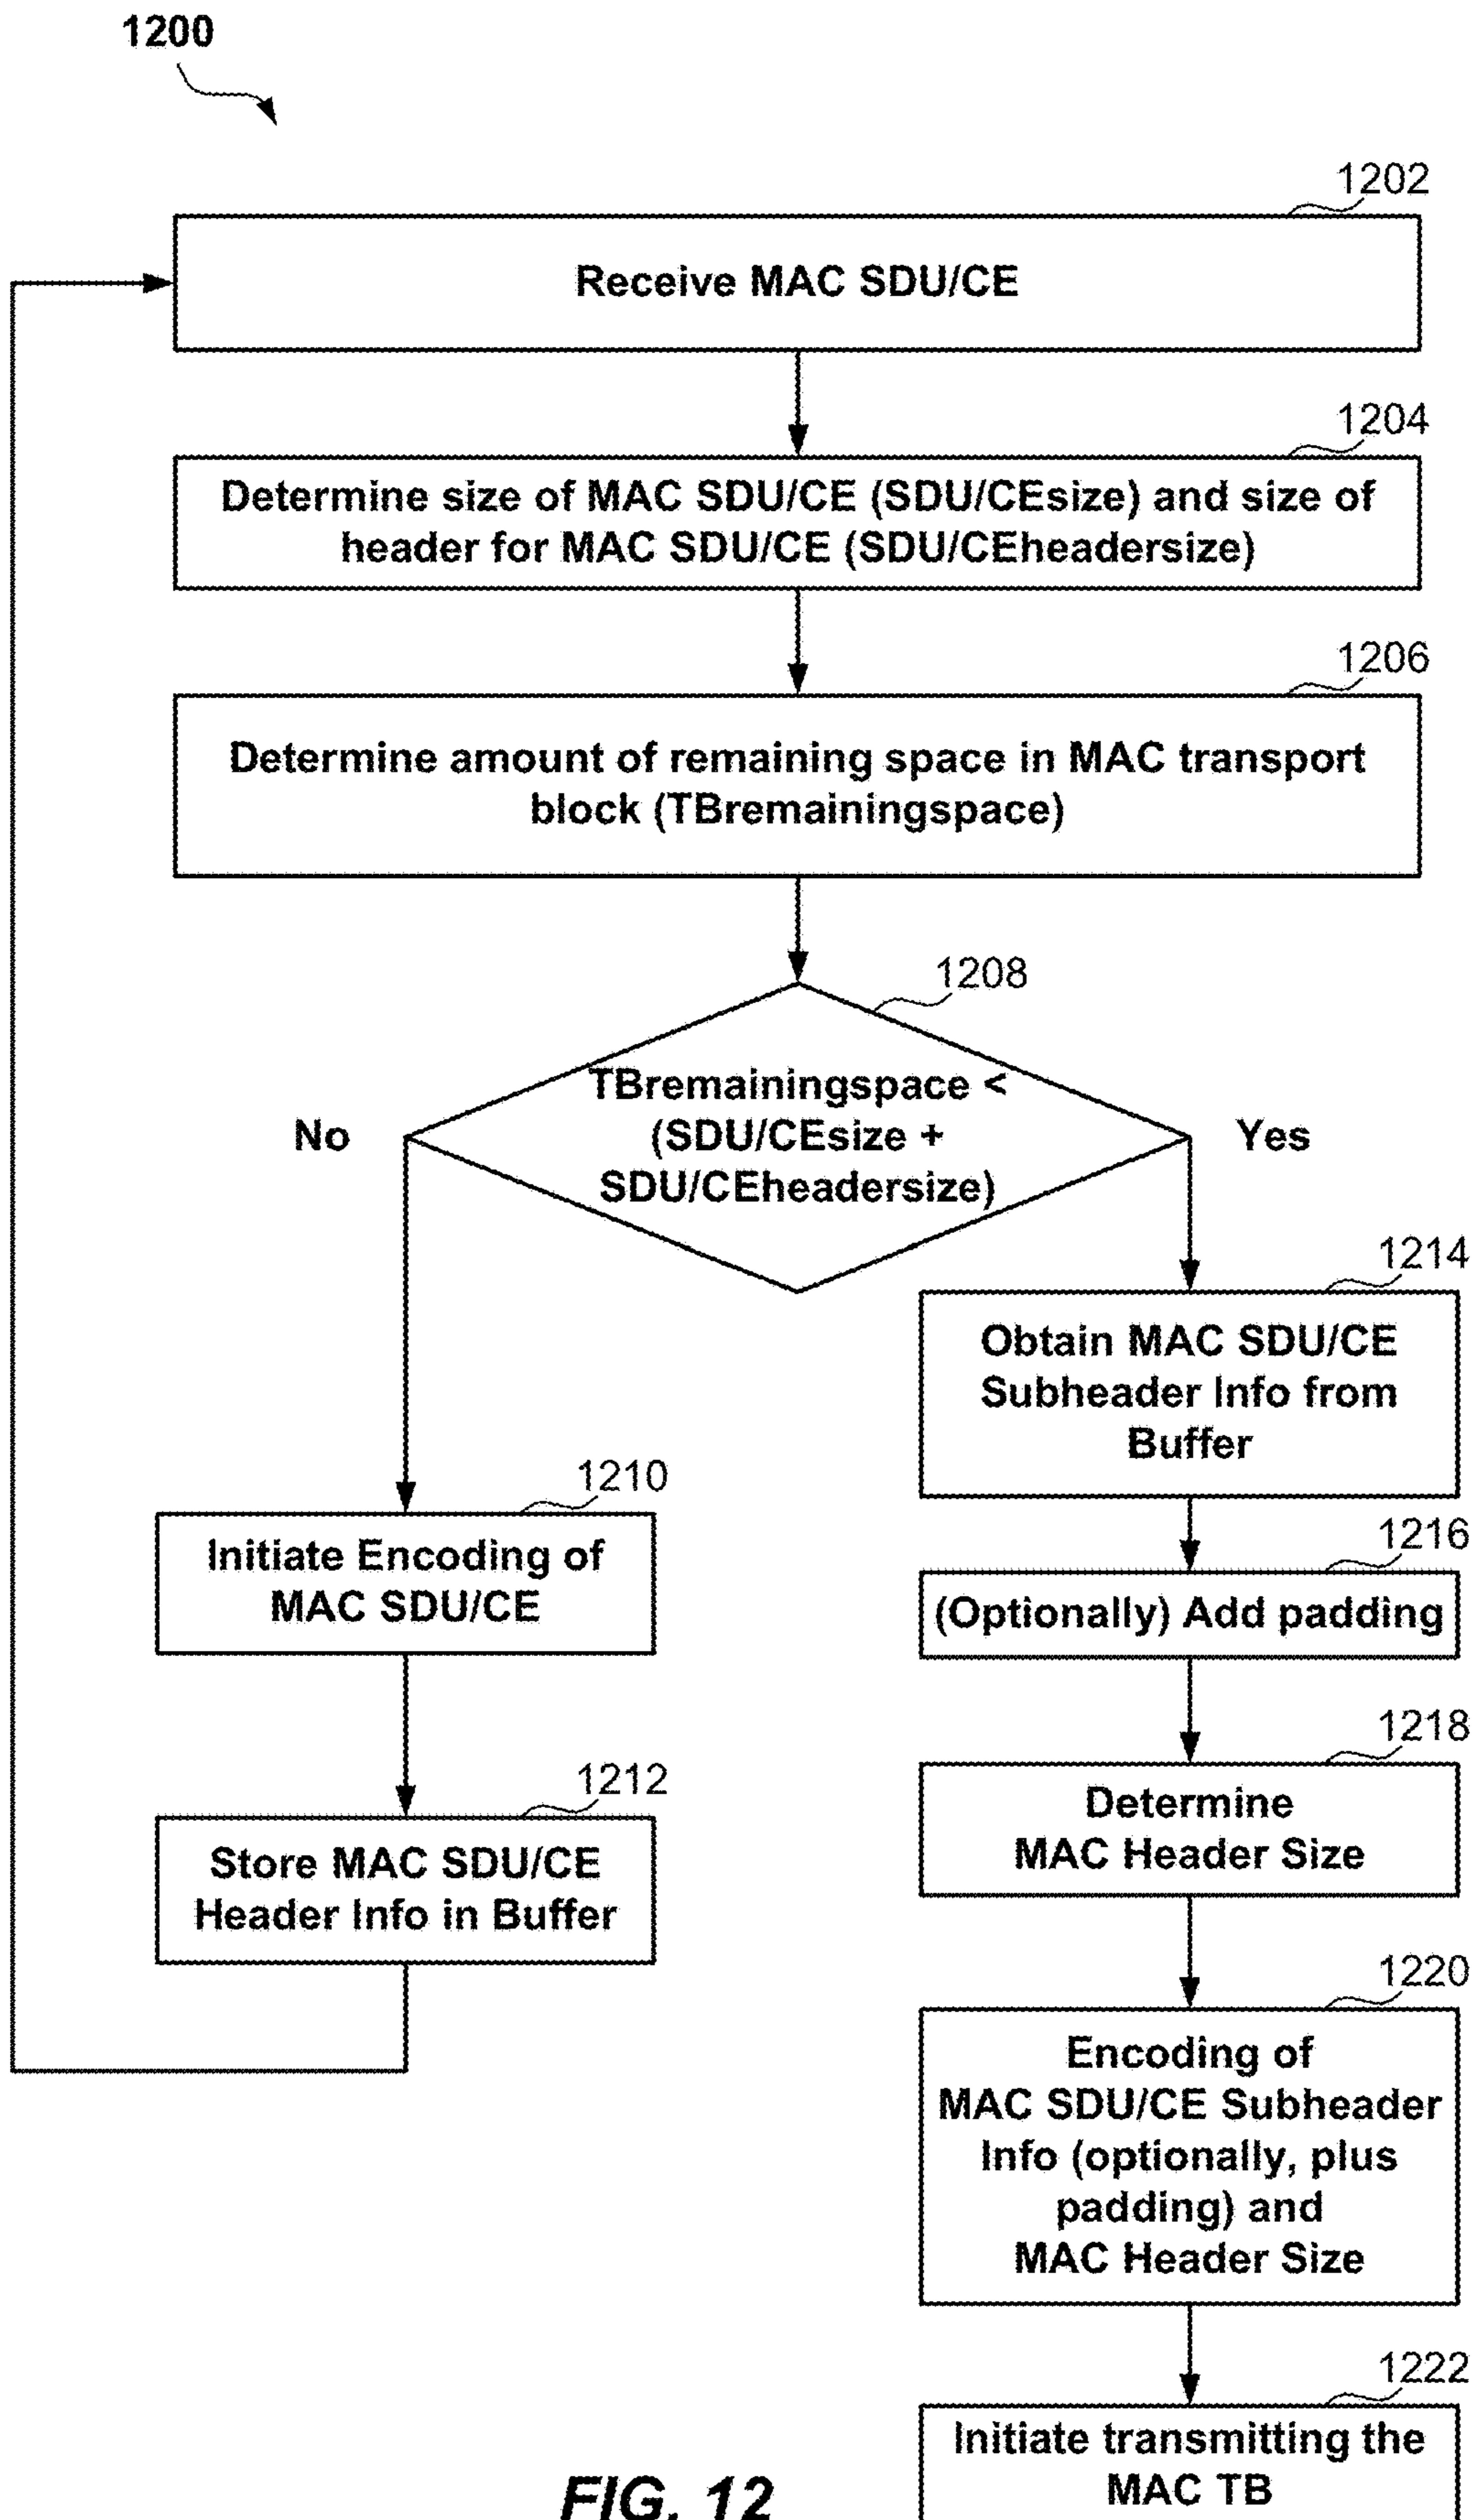 1200
1202
Receive MAC SDU/CE
1204
Determine size of MAC SDU/CE (SDU/CEsize) and size of
header for MAC SDU/CE (SDU/CEheadersize)
1206
Determine amount of remaining space in MAC transport
block (TBremainingspace)
1208
TBremainingspace <
(SDU/CEsize +
SDU/CEheadersize)
No
Yes
1210
Initiate Encoding of
MAC SDU/CE
1212
Store MAC SDU/CE
Header Info in Buffer
1214
Obtain MAC SDU/CE
Subheader Info from
Buffer
1216
(Optionally) Add padding
1218
Determine
MAC Header Size
1220
Encoding of
MAC SDU/CE Subheader
Info (optionally, plus
padding) and
MAC Header Size
1222
Initiate transmitting the
MAC TB
FIG. 12